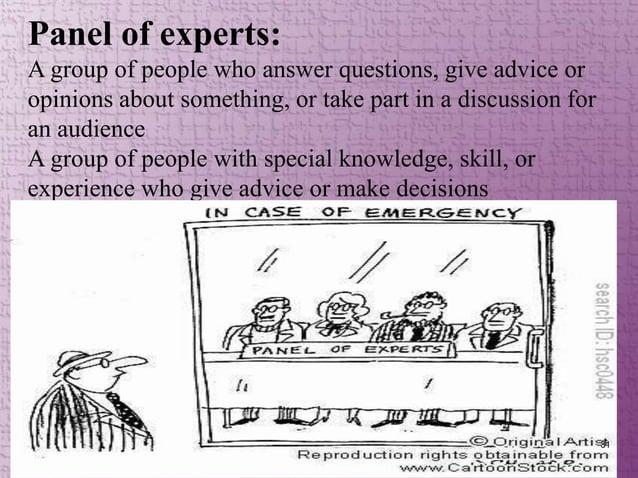 Panel of experts:
A group of people who answer questions, give advice or
opinions about something, or take part in a discussion for
an audience
A group of people with special knowledge, skill, or
experience who give advice or make decisions
IN CASE OF EMERGENCY
PANEL OF EXPERTS
search ID: hsc0448
© Original Artist
Reproduction rights obtainable from
www.CartoonStock.com